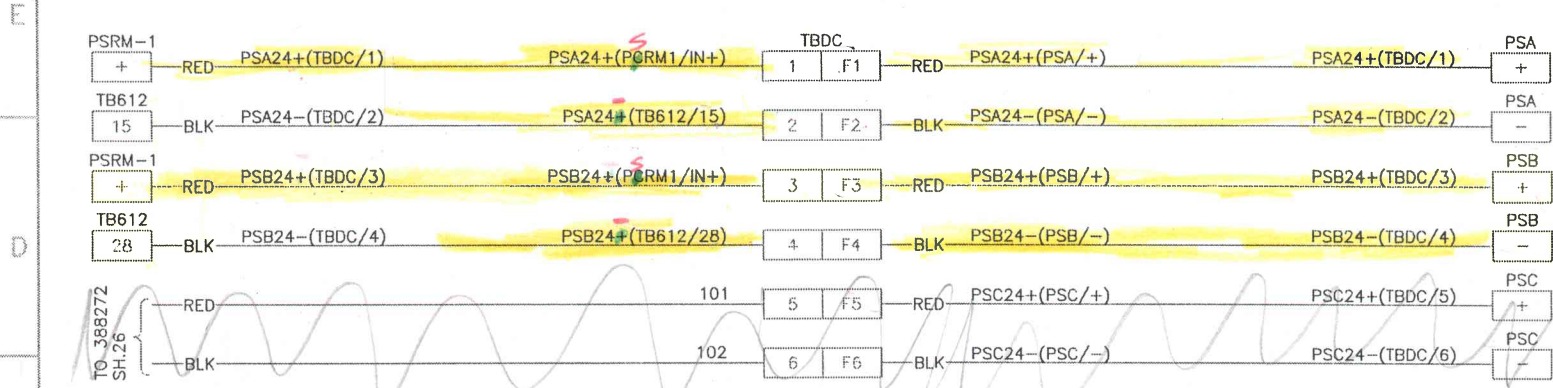 E
PSRM-1 TBDC PSA
+ RED PSA24+(TBDC/1) S PSA24+(PCRM1/IN+) 1 F1 RED PSA24+(PSA/+) PSA24+(TBDC/1) +
TB612 PSA
15 BLK PSA24-(TBDC/2) - PSA24+(TB612/15) 2 F2 BLK PSA24-(PSA/-) PSA24-(TBDC/2) -
PSRM-1 PSB
+ RED PSB24+(TBDC/3) S PSB24+(PCRM1/IN+) 3 F3 RED PSB24+(PSB/+) PSB24+(TBDC/3) +
TB612 PSB
D
28 BLK PSB24-(TBDC/4) - PSB24+(TB612/28) 4 F4 BLK PSB24-(PSB/-) PSB24-(TBDC/4) -
PSC
TO 388272
SH.26
RED 101 5 F5 RED PSC24+(PSC/+) PSC24+(TBDC/5) +
PSC
BLK 102 6 F6 BLK PSC24-(PSC/-) PSC24-(TBDC/6) -